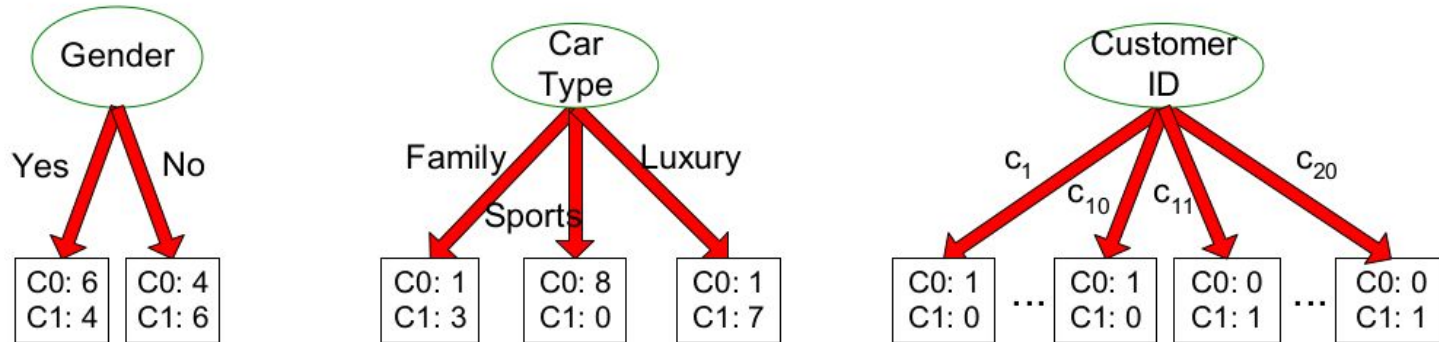 Gender
Yes
No
C0: 6
C1: 4
C0: 4
C1: 6
Car
Type
Family
Sports
Luxury
C0: 1
C1: 3
C0: 8
C1: 0
C0: 1
C1: 7
Customer
ID
c₁
c₁₀
c₁₁
c₂₀
C0: 1
C1: 0
...
C0: 1
C1: 0
C0: 0
C1: 1
...
C0: 0
C1: 1